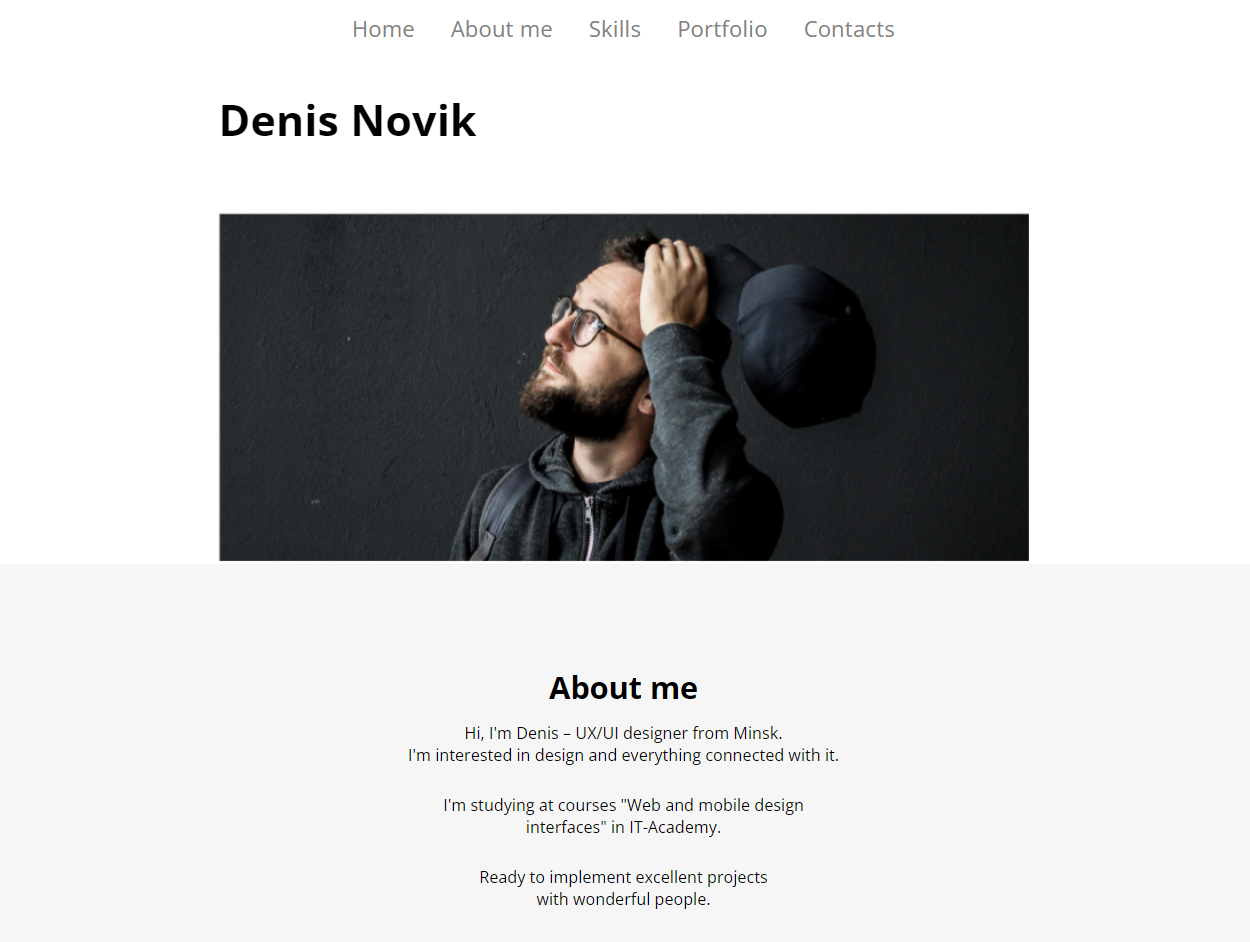 Home About me Skills Portfolio Contacts
Denis Novik
About me
Hi, I'm Denis – UX/UI designer from Minsk.
I'm interested in design and everything connected with it.
I'm studying at courses "Web and mobile design
interfaces" in IT-Academy.
Ready to implement excellent projects
with wonderful people.